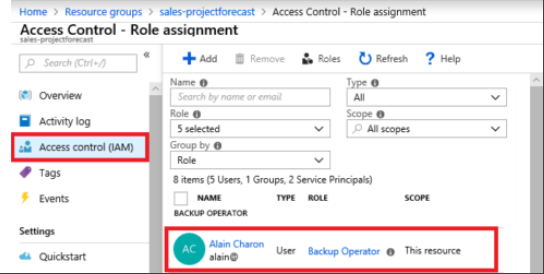 Home > Resource groups > sales-projectforecast > Access Control - Role assignment
Access Control - Role assignment
sales-projectforecast
Search (Ctrl+/)
«
Overview
Activity log
Access control (IAM)
Tags
Events
Settings
Quickstart
Add Remove Roles Refresh ? Help
Name Type
Search by name or email All
Role Scope
5 selected All scopes
Group by
Role
8 items (5 Users, 1 Groups, 2 Service Principals)
NAME TYPE ROLE SCOPE
BACKUP OPERATOR
AC Alain Charon User Backup Operator This resource
alain@